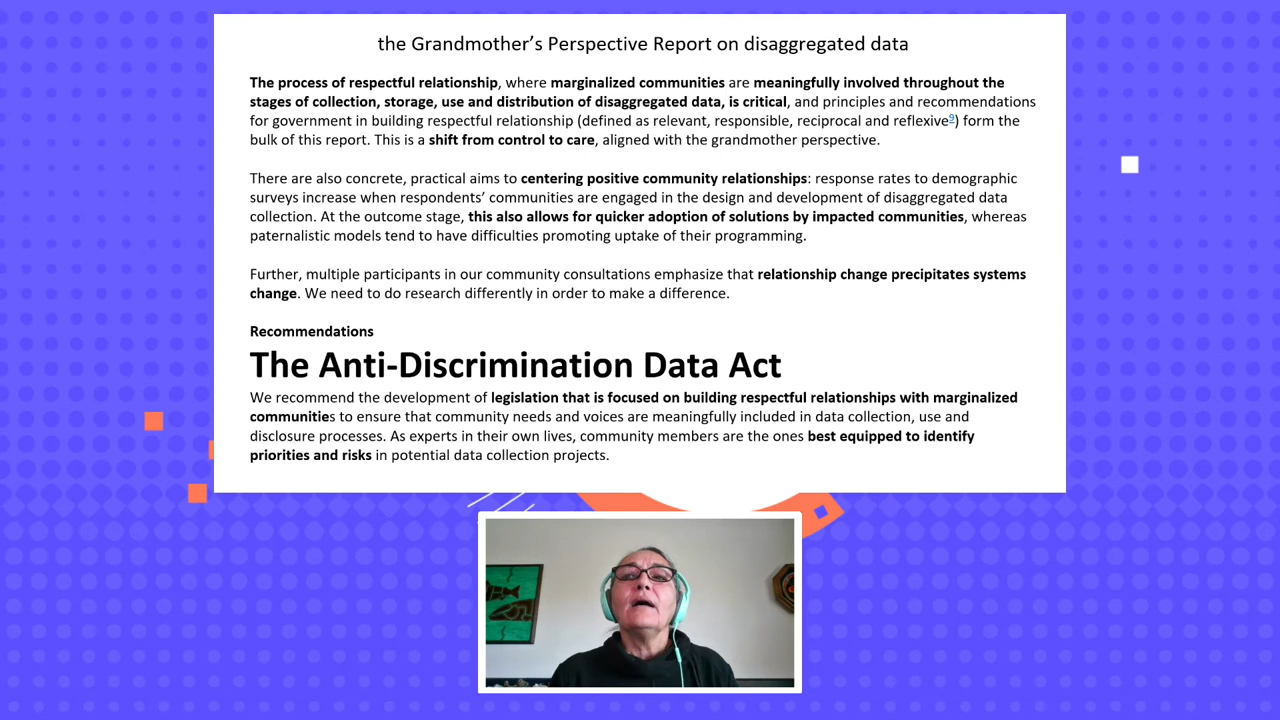 the Grandmother’s Perspective Report on disaggregated data
The process of respectful relationship, where marginalized communities are meaningfully involved throughout the
stages of collection, storage, use and distribution of disaggregated data, is critical, and principles and recommendations
for government in building respectful relationship (defined as relevant, responsible, reciprocal and reflexive9) form the
bulk of this report. This is a shift from control to care, aligned with the grandmother perspective.
There are also concrete, practical aims to centering positive community relationships: response rates to demographic
surveys increase when respondents’ communities are engaged in the design and development of disaggregated data
collection. At the outcome stage, this also allows for quicker adoption of solutions by impacted communities, whereas
paternalistic models tend to have difficulties promoting uptake of their programming.
Further, multiple participants in our community consultations emphasize that relationship change precipitates systems
change. We need to do research differently in order to make a difference.
Recommendations
The Anti-Discrimination Data Act
We recommend the development of legislation that is focused on building respectful relationships with marginalized
communities to ensure that community needs and voices are meaningfully included in data collection, use and
disclosure processes. As experts in their own lives, community members are the ones best equipped to identify
priorities and risks in potential data collection projects.